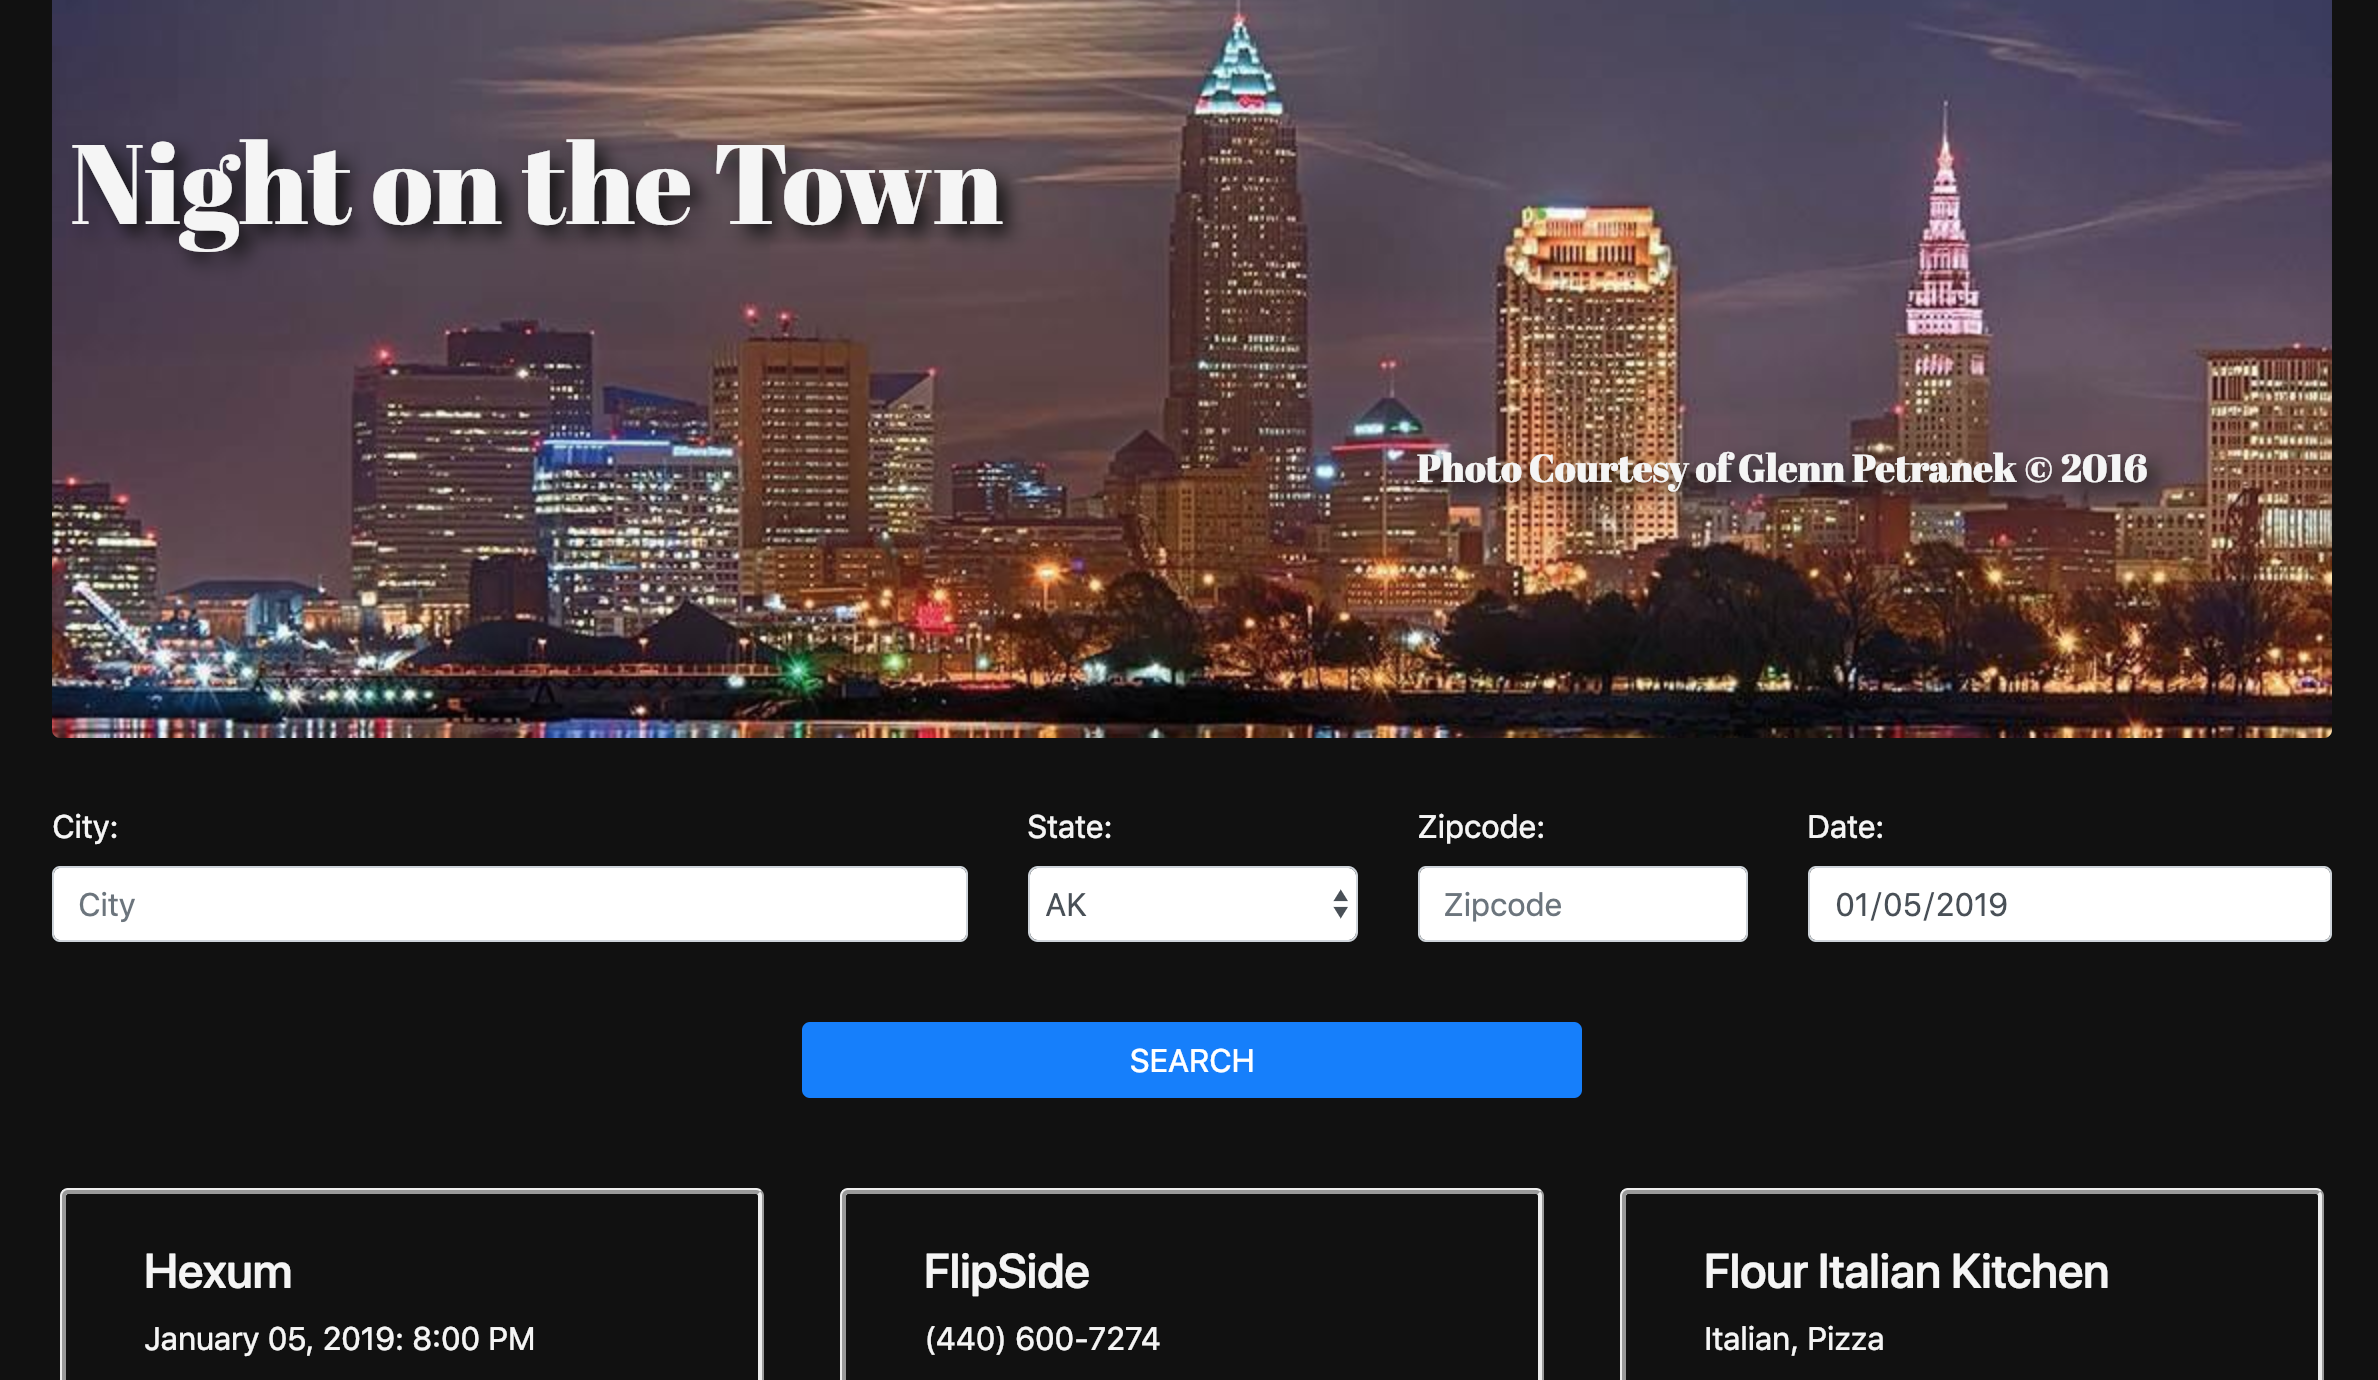 Night on the Town
Photo Courtesy of Glenn Petranek © 2016
City:
State:
Zipcode:
Date:
City
AK
Zipcode
01/05/2019
SEARCH
Hexum
January 05, 2019: 8:00 PM
FlipSide
(440) 600-7274
Flour Italian Kitchen
Italian, Pizza